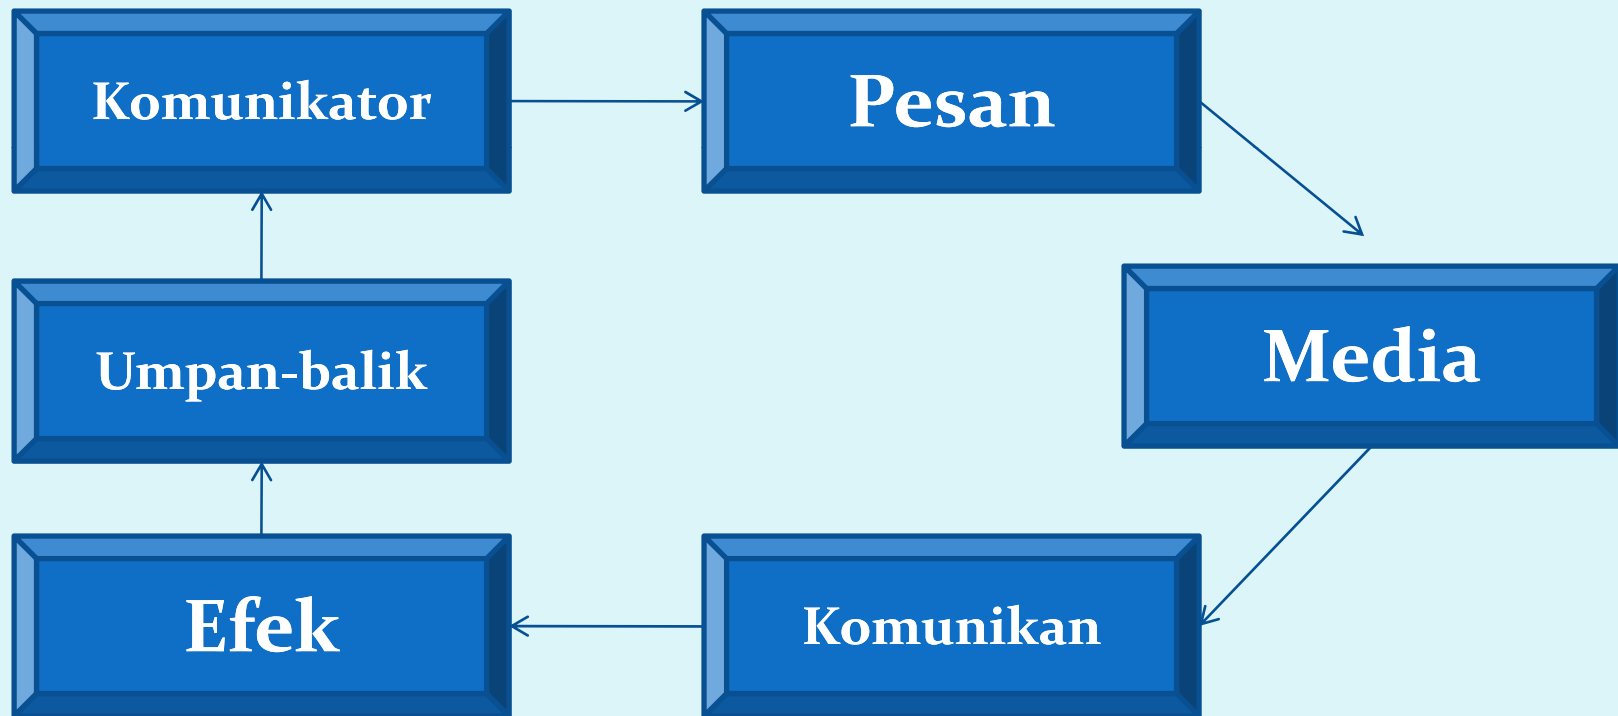 Komunikator
Pesan
Media
Umpan-balik
Efek
Komunikan